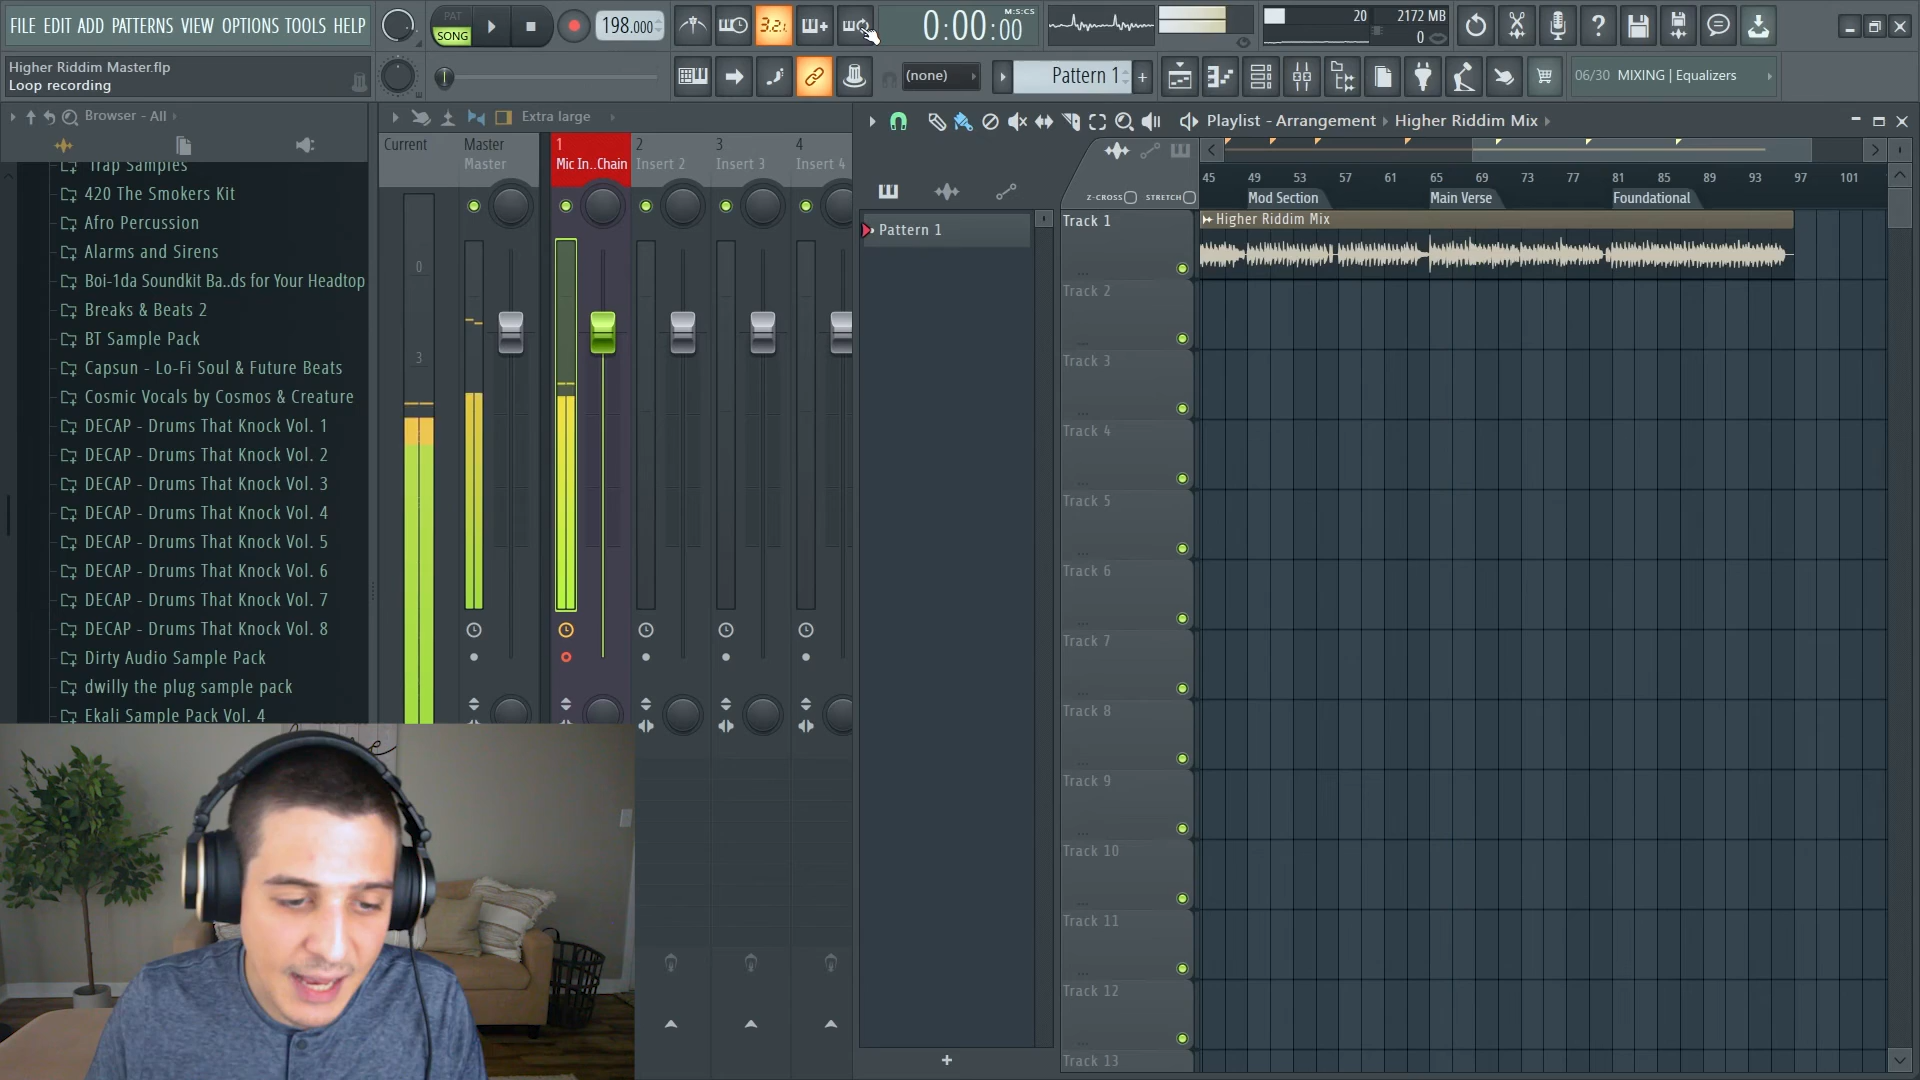 FILE EDIT ADD PATTERNS VIEW OPTIONS TOOLS HELP
PAT
SONG
198.000
3.2.
0:00:00
M:S:CS
20
2172 MB
0
Higher Riddim Master.flp
Loop recording
(none)
Pattern 1
06/30 MIXING | Equalizers
Browser - All
Trap Samples
420 The Smokers Kit
Afro Percussion
Alarms and Sirens
Boi-1da Soundkit Ba..ds for Your Headtop
Breaks & Beats 2
BT Sample Pack
Capsun - Lo-Fi Soul & Future Beats
Cosmic Vocals by Cosmos & Creature
DECAP - Drums That Knock Vol. 1
DECAP - Drums That Knock Vol. 2
DECAP - Drums That Knock Vol. 3
DECAP - Drums That Knock Vol. 4
DECAP - Drums That Knock Vol. 5
DECAP - Drums That Knock Vol. 6
DECAP - Drums That Knock Vol. 7
DECAP - Drums That Knock Vol. 8
Dirty Audio Sample Pack
dwilly the plug sample pack
Ekali Sample Pack Vol. 4
Extra large
Current
Master
Master
1
Mic In..Chain
2
Insert 2
3
Insert 3
4
Insert 4
0
3
Pattern 1
Playlist - Arrangement
Higher Riddim Mix
Z-CROSS
STRETCH
45 49 53 57 61 65 69 73 77 81 85 89 93 97 101
Mod Section
Main Verse
Foundational
Higher Riddim Mix
Track 1
Track 2
Track 3
Track 4
Track 5
Track 6
Track 7
Track 8
Track 9
Track 10
Track 11
Track 12
Track 13